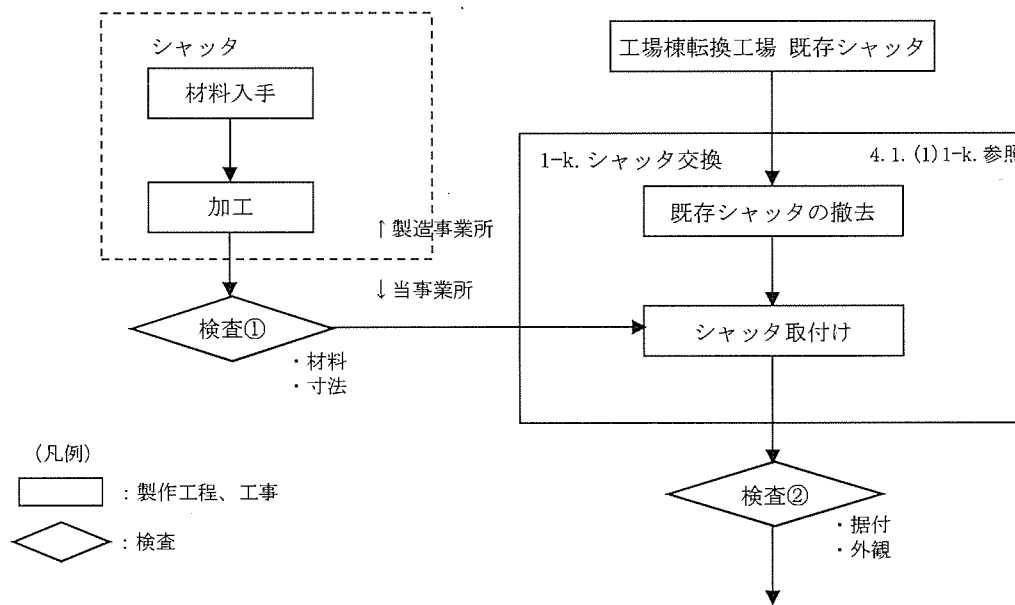 シャッタ
材料入手
加工
↑製造事業所
↓当事業所
検査①
・材料
・寸法
工場棟転換工場 既存シャッタ
1-k. シャッタ交換
4.1.(1)1-k.参照
既存シャッタの撤去
シャッタ取付け
検査②
・据付
・外観
(凡例)
：製作工程、工事
：検査